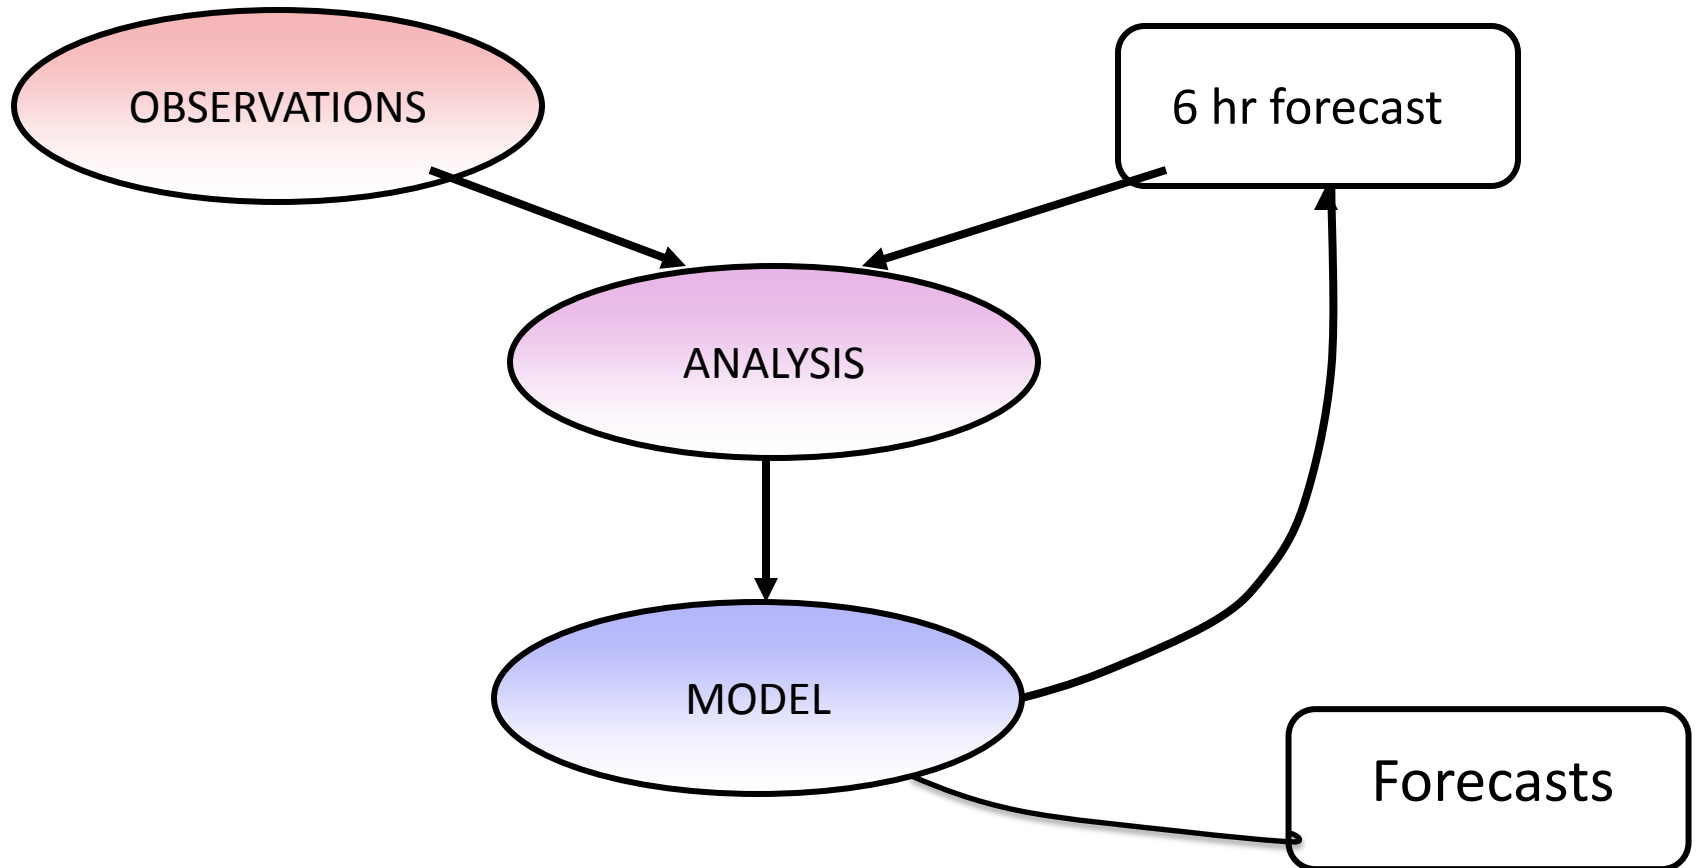 OBSERVATIONS
6 hr forecast
ANALYSIS
MODEL
Forecasts